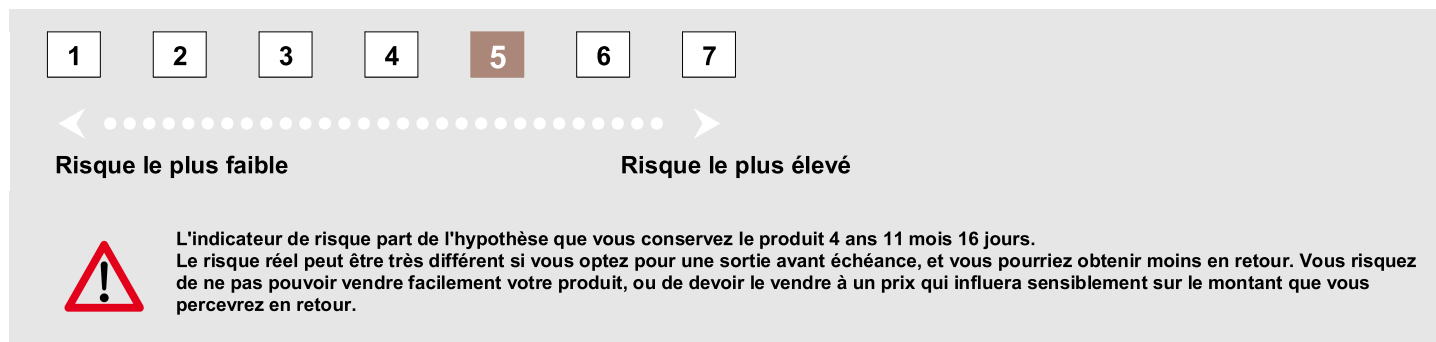 1 2 3 4 5 6 7
Risque le plus faible Risque le plus élevé
L'indicateur de risque part de l'hypothèse que vous conservez le produit 4 ans 11 mois 16 jours.
Le risque réel peut être très différent si vous optez pour une sortie avant échéance, et vous pourriez obtenir moins en retour. Vous risquez
de ne pas pouvoir vendre facilement votre produit, ou de devoir le vendre à un prix qui influera sensiblement sur le montant que vous
percevrez en retour.